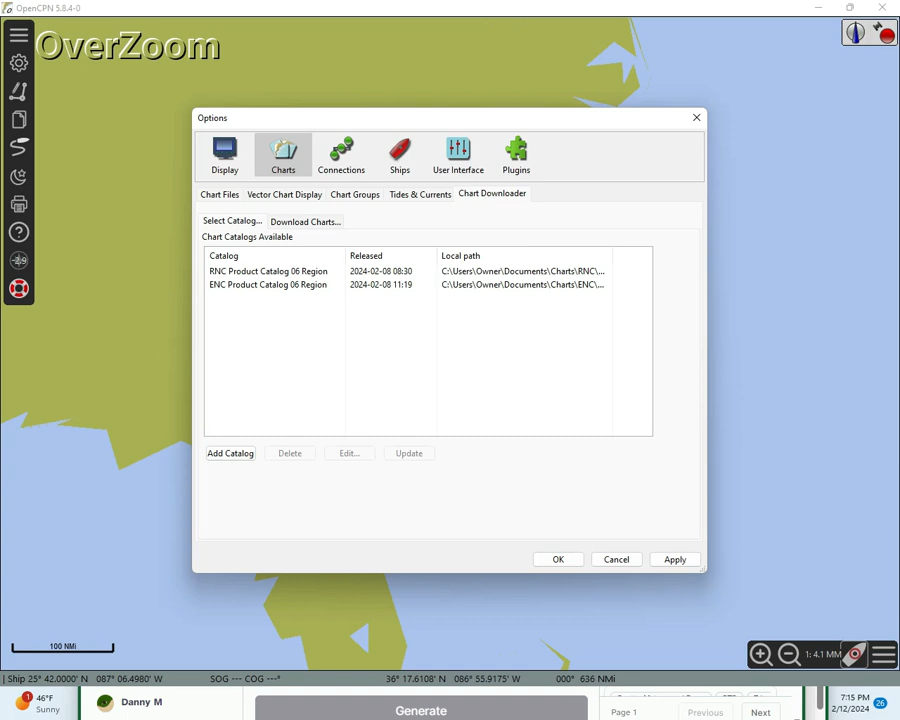 OpenCPN 5.8.4-0
OverZoom
Options
Display
Charts
Connections
Ships
User Interface
Plugins
Chart Files
Vector Chart Display
Chart Groups
Tides & Currents
Chart Downloader
Select Catalog...
Download Charts...
Chart Catalogs Available
Catalog Released Local path
RNC Product Catalog 06 Region 2024-02-08 08:30 C:\Users\Owner\Documents\Charts\RNC\...
ENC Product Catalog 06 Region 2024-02-08 11:19 C:\Users\Owner\Documents\Charts\ENC\...
Add Catalog
Delete
Edit...
Update
OK
Cancel
Apply
100 NMi
1: 4.1 MM
Ship 25° 42.0000' N 087° 06.4980' W SOG --- COG ---° 36° 17.6108' N 086° 55.9175' W 000° 636 NMi
1
46°F
Sunny
Danny M
Generate
Page 1
Previous
Next
7:15 PM
2/12/2024
26